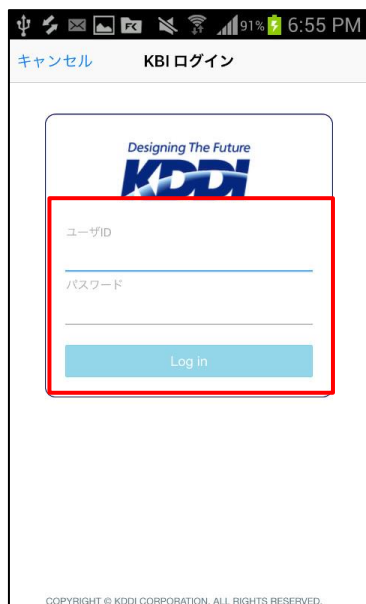 91% 6:55 PM
キャンセル KBI ログイン
Designing The Future
KDDI
ユーザID
パスワード
Log in
COPYRIGHT © KDDI CORPORATION, ALL RIGHTS RESERVED.